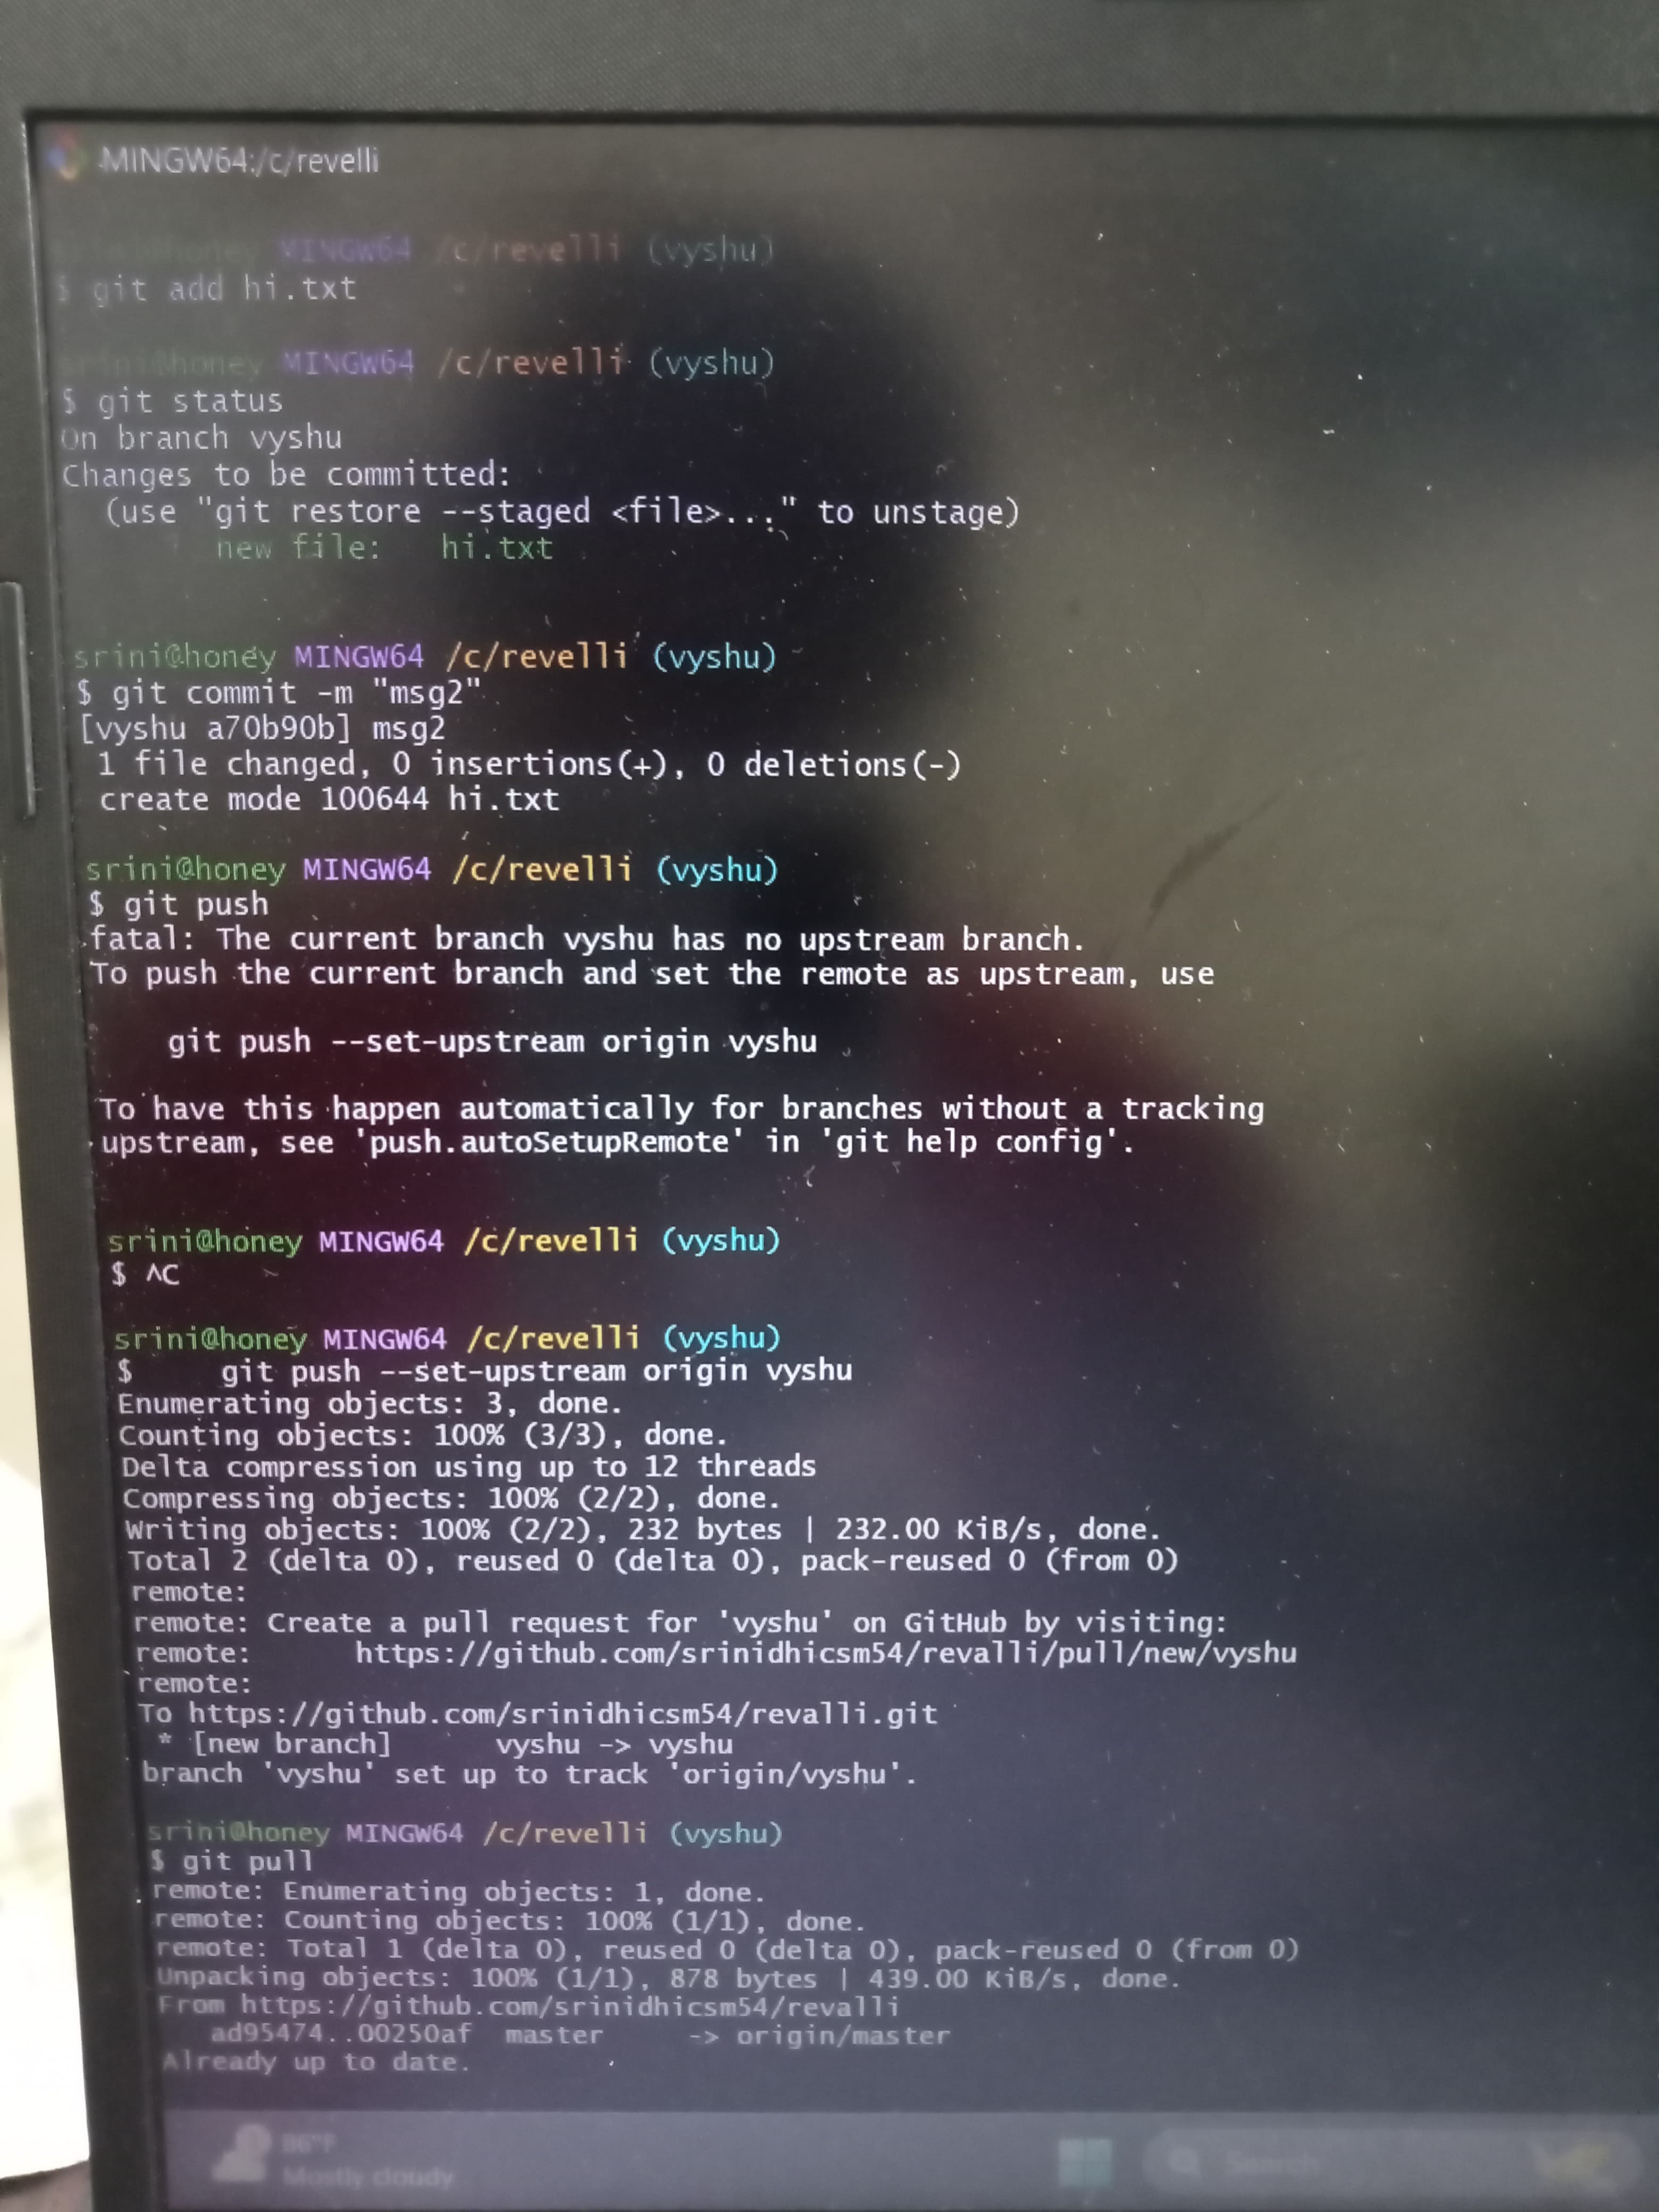 MINGW64:/c/revelli
srini@honey MINGW64 /c/revelli (vyshu)
$ git add hi.txt
srini@honey MINGW64 /c/revelli (vyshu)
$ git status
On branch vyshu
Changes to be committed:
  (use "git restore --staged <file>..." to unstage)
        new file:   hi.txt
srini@honey MINGW64 /c/revelli (vyshu)
$ git commit -m "msg2"
[vyshu a70b90b] msg2
 1 file changed, 0 insertions(+), 0 deletions(-)
 create mode 100644 hi.txt
srini@honey MINGW64 /c/revelli (vyshu)
$ git push
fatal: The current branch vyshu has no upstream branch.
To push the current branch and set the remote as upstream, use
    git push --set-upstream origin vyshu
To have this happen automatically for branches without a tracking
upstream, see 'push.autoSetupRemote' in 'git help config'.
srini@honey MINGW64 /c/revelli (vyshu)
$ ^C
srini@honey MINGW64 /c/revelli (vyshu)
$     git push --set-upstream origin vyshu
Enumerating objects: 3, done.
Counting objects: 100% (3/3), done.
Delta compression using up to 12 threads
Compressing objects: 100% (2/2), done.
Writing objects: 100% (2/2), 232 bytes | 232.00 KiB/s, done.
Total 2 (delta 0), reused 0 (delta 0), pack-reused 0 (from 0)
remote:
remote: Create a pull request for 'vyshu' on GitHub by visiting:
remote:      https://github.com/srinidhicsm54/revalli/pull/new/vyshu
remote:
To https://github.com/srinidhicsm54/revalli.git
 * [new branch]      vyshu -> vyshu
branch 'vyshu' set up to track 'origin/vyshu'.
srini@honey MINGW64 /c/revelli (vyshu)
$ git pull
remote: Enumerating objects: 1, done.
remote: Counting objects: 100% (1/1), done.
remote: Total 1 (delta 0), reused 0 (delta 0), pack-reused 0 (from 0)
Unpacking objects: 100% (1/1), 878 bytes | 439.00 KiB/s, done.
From https://github.com/srinidhicsm54/revalli
   ad95474..00250af  master     -> origin/master
Already up to date.
86°F
Mostly cloudy
Search